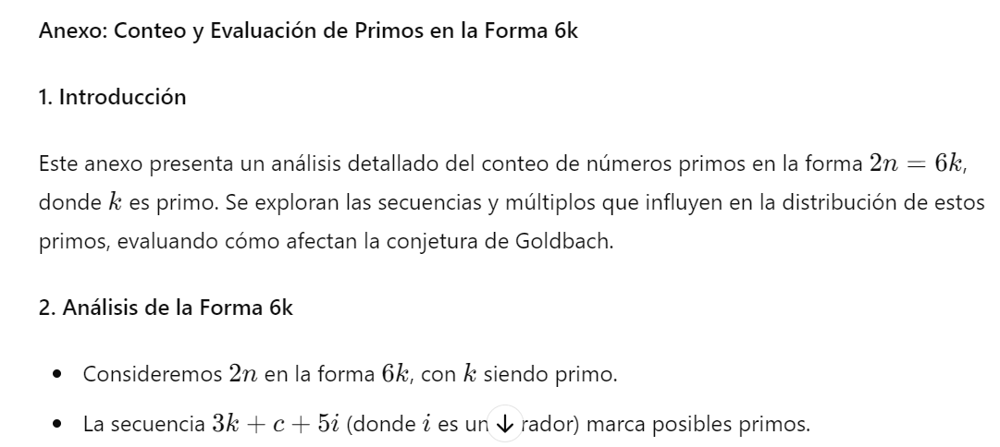 Anexo: Conteo y Evaluación de Primos en la Forma 6k
1. Introducción
Este anexo presenta un análisis detallado del conteo de números primos en la forma 2n = 6k,
donde k es primo. Se exploran las secuencias y múltiplos que influyen en la distribución de estos
primos, evaluando cómo afectan la conjetura de Goldbach.
2. Análisis de la Forma 6k
• Consideremos 2n en la forma 6k, con k siendo primo.
• La secuencia 3k + c + 5i (donde i es un rador) marca posibles primos.